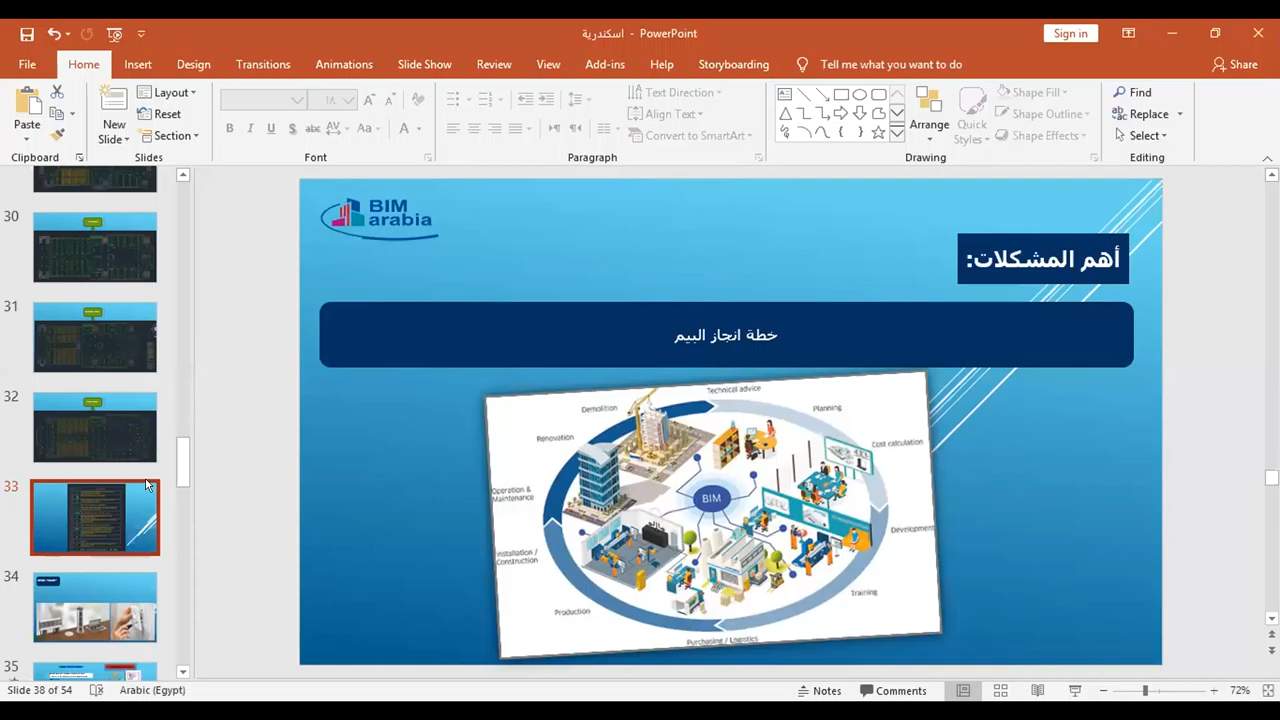 اسكندرية - PowerPoint
Sign in
File Home Insert Design Transitions Animations Slide Show Review View Add-ins Help Storyboarding Tell me what you want to do Share
Paste
Clipboard
New Slide
Layout
Reset
Section
Slides
B I U S abc AV Aa A
Font
Text Direction
Align Text
Convert to SmartArt
Paragraph
Arrange
Quick Styles
Shape Fill
Shape Outline
Shape Effects
Drawing
Find
Replace
Select
Editing
30
31
32
33
34
35
BIM
arabia
أهم المشكلات:
خطة انجاز البيم
Technical advice
Planning
Cost calculation
Development
Training
Purchasing / Logistics
Production
Installation / Construction
Operation & Maintenance
Renovation
Demolition
BIM
Slide 38 of 54 Arabic (Egypt) Notes Comments 72%